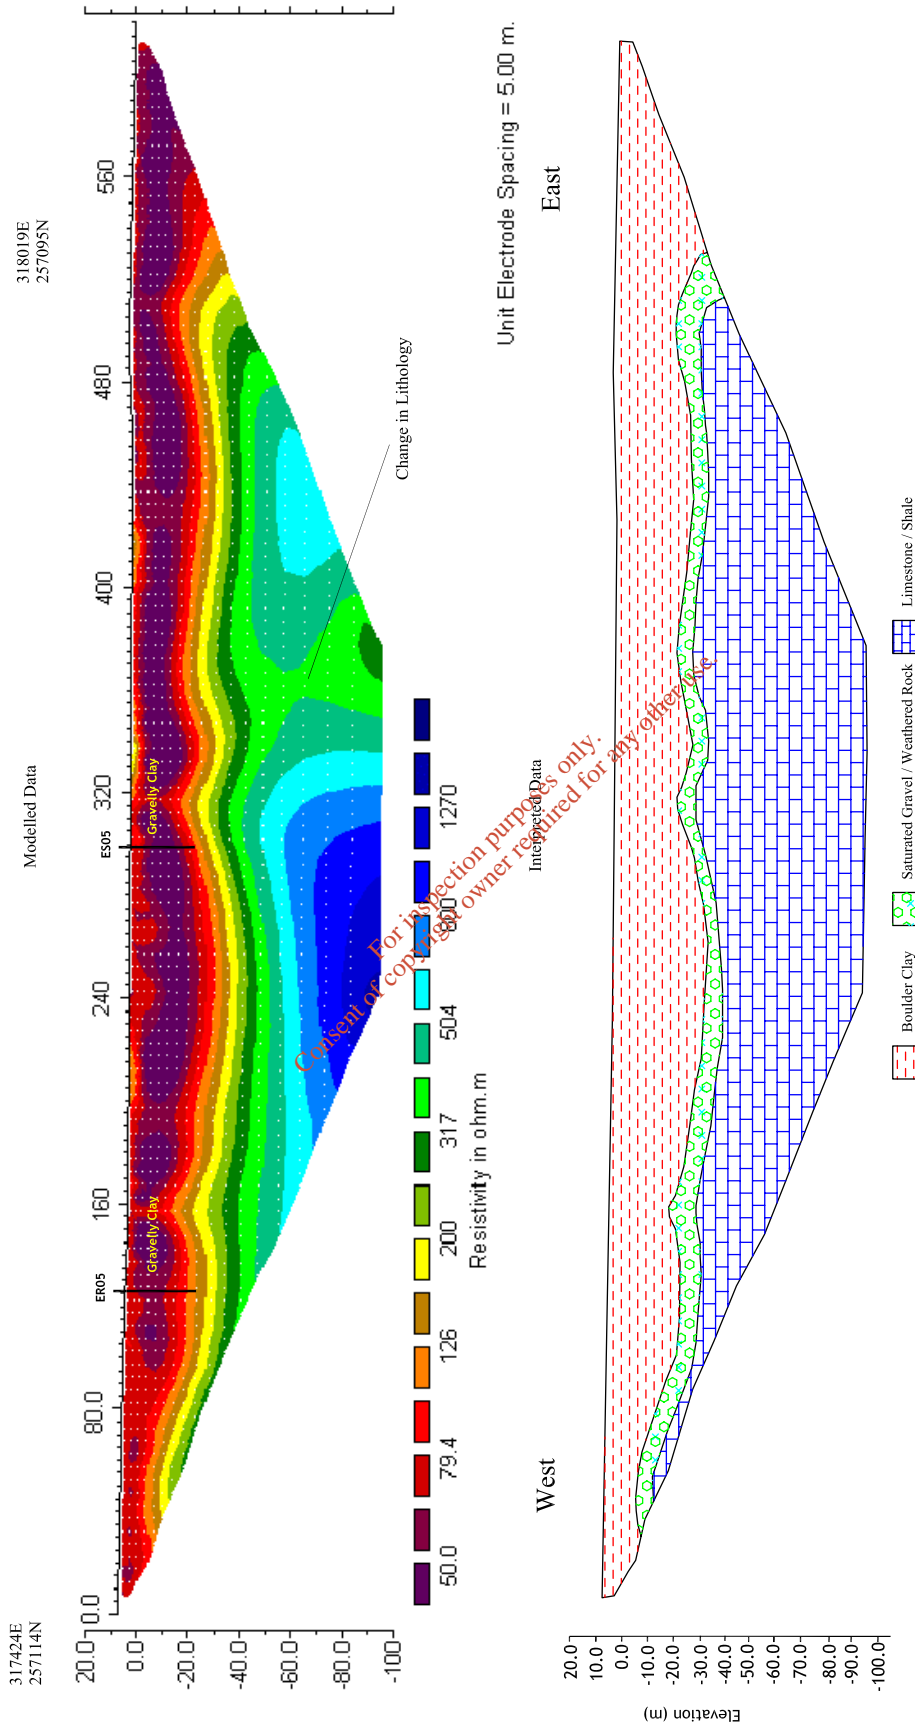 317424E
257114N
Modelled Data
318019E
257095N
0.0
80.0
160
240
320
400
480
560
20.0
0.0
-20.0
-40.0
-60.0
-80.0
-100
ER05
ES05
Gravelly Clay
Gravelly Clay
Change in Lithology
50.0
79.4
126
200
317
504
800
1270
Resistivity in ohm.m
Unit Electrode Spacing = 5.00 m.
West
Interpreted Data
East
For inspection purposes only.
Consent of copyright owner required for any other use.
Elevation (m)
20.0
10.0
0.0
-10.0
-20.0
-30.0
-40.0
-50.0
-60.0
-70.0
-80.0
-90.0
-100.0
Boulder Clay
Saturated Gravel / Weathered Rock
Limestone / Shale